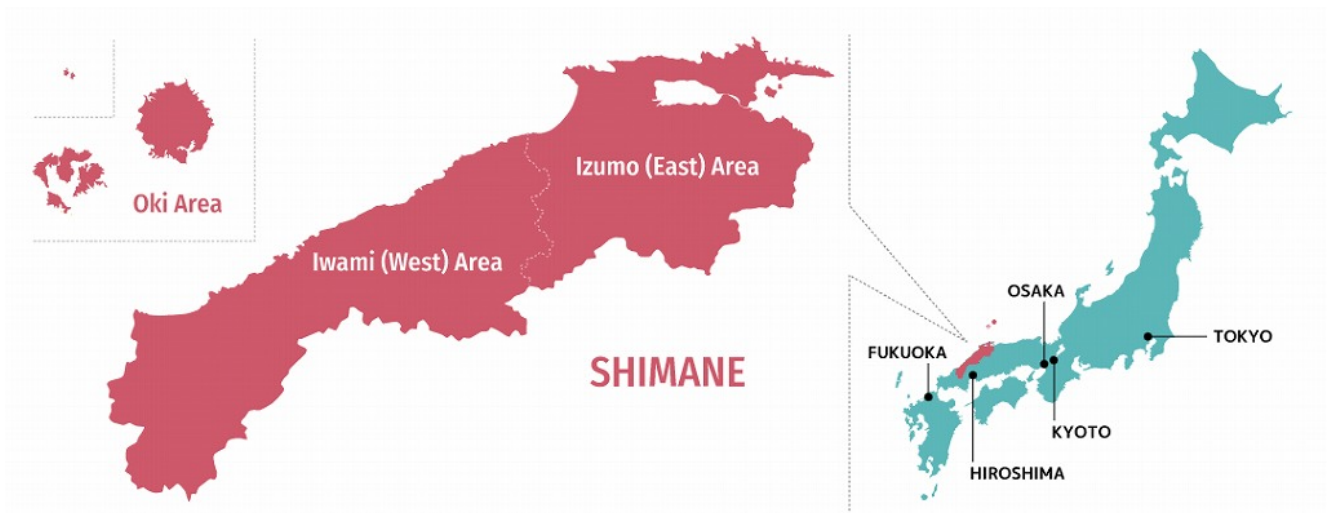 Oki Area
Izumo (East) Area
Iwami (West) Area
SHIMANE
OSAKA
TOKYO
FUKUOKA
KYOTO
HIROSHIMA